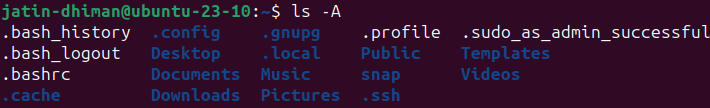 jatin-dhiman@ubuntu-23-10:~$ ls -A
.bash_history .config .gnupg .profile .sudo_as_admin_successful
.bash_logout Desktop .local Public Templates
.bashrc Documents Music snap Videos
.cache Downloads Pictures .ssh